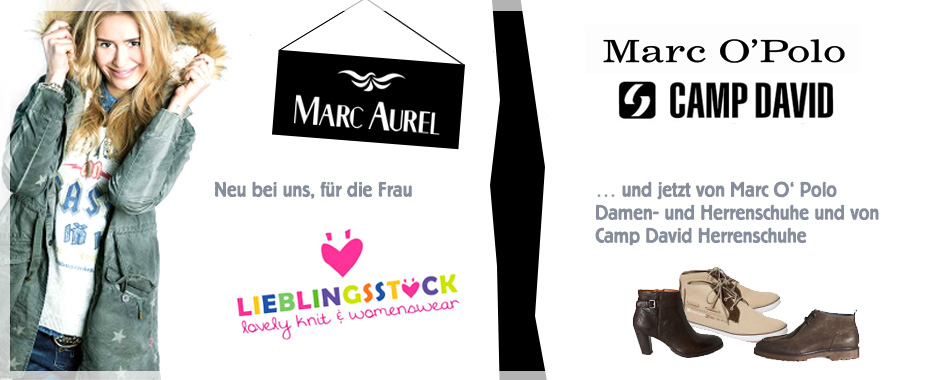 MARC AUREL
Neu bei uns, für die Frau
LIEBLINGSSTÜCK
lovely knit & womenswear
Marc O'Polo
CAMP DAVID
... und jetzt von Marc O' Polo
Damen- und Herrenschuhe und von
Camp David Herrenschuhe